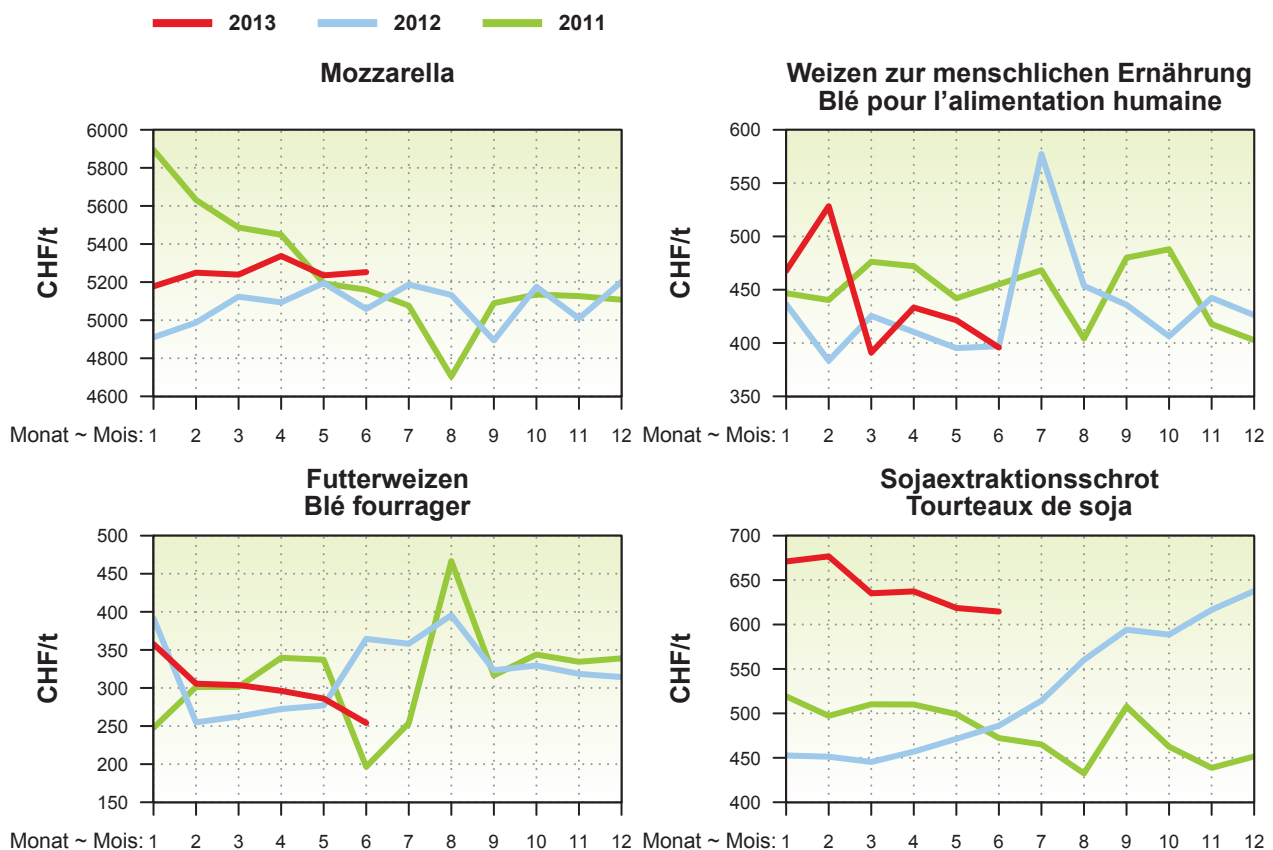 2013 2012 2011
Mozzarella
CHF/t
6000
5800
5600
5400
5200
5000
4800
4600
Monat ~ Mois: 1 2 3 4 5 6 7 8 9 10 11 12
Weizen zur menschlichen Ernährung
Blé pour l'alimentation humaine
CHF/t
600
550
500
450
400
350
Monat ~ Mois: 1 2 3 4 5 6 7 8 9 10 11 12
Futterweizen
Blé fourrager
CHF/t
500
450
400
350
300
250
200
150
Monat ~ Mois: 1 2 3 4 5 6 7 8 9 10 11 12
Sojaextraktionsschrot
Tourteaux de soja
CHF/t
700
650
600
550
500
450
400
Monat ~ Mois: 1 2 3 4 5 6 7 8 9 10 11 12